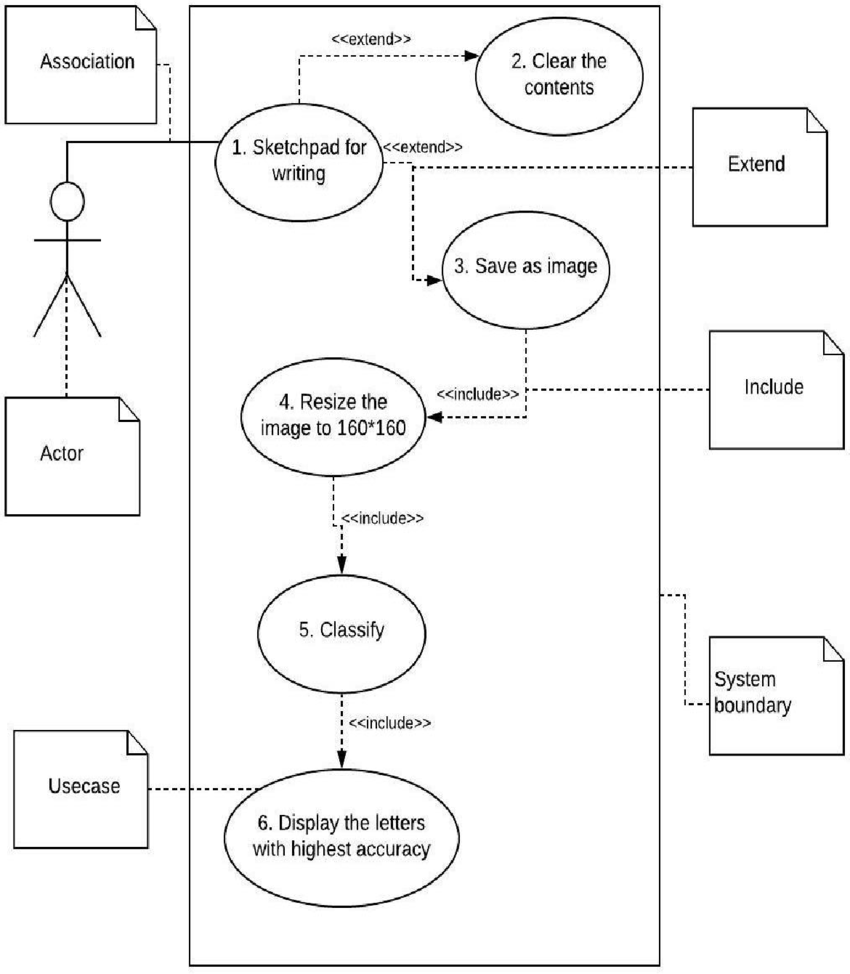 Association
<<extend>>
2. Clear the
contents
1. Sketchpad for
writing
<<extend>>
Extend
3. Save as image
4. Resize the
image to 160*160
<<include>>
Include
Actor
<<include>>
5. Classify
System
boundary
<<include>>
Usecase
6. Display the letters
with highest accuracy